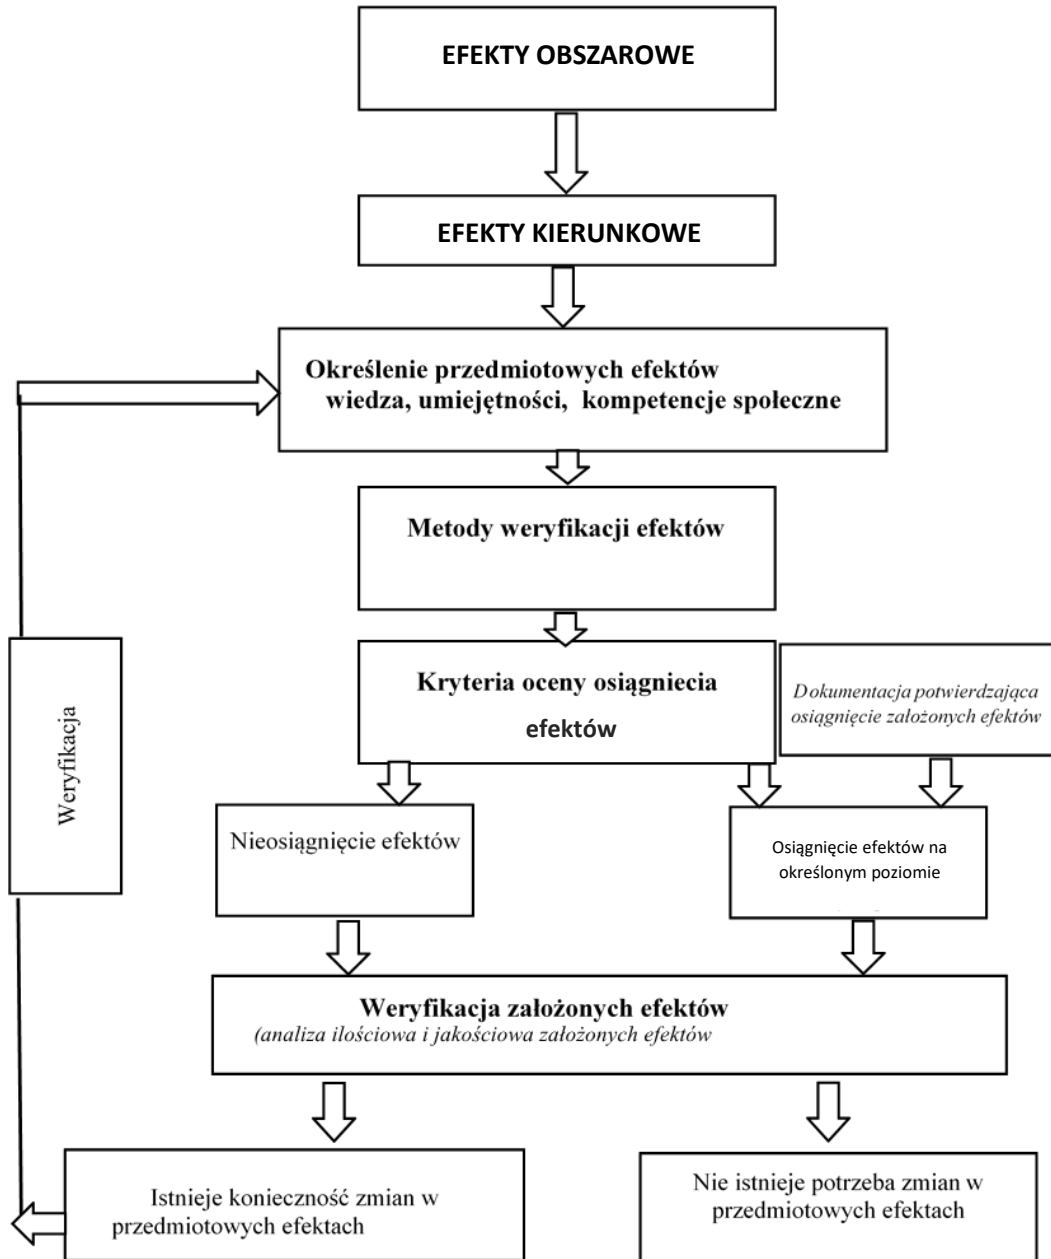 EFEKTY OBSZAROWE
EFEKTY KIERUNKOWE
Określenie przedmiotowych efektów
wiedza, umiejętności, kompetencje społeczne
Metody weryfikacji efektów
Kryteria oceny osiągniecia
efektów
Dokumentacja potwierdzająca
osiągnięcie założonych efektów
Weryfikacja
Nieosiągnięcie efektów
Osiągnięcie efektów na
określonym poziomie
Weryfikacja założonych efektów
(analiza ilościowa i jakościowa założonych efektów
Istnieje konieczność zmian w
przedmiotowych efektach
Nie istnieje potrzeba zmian w
przedmiotowych efektach